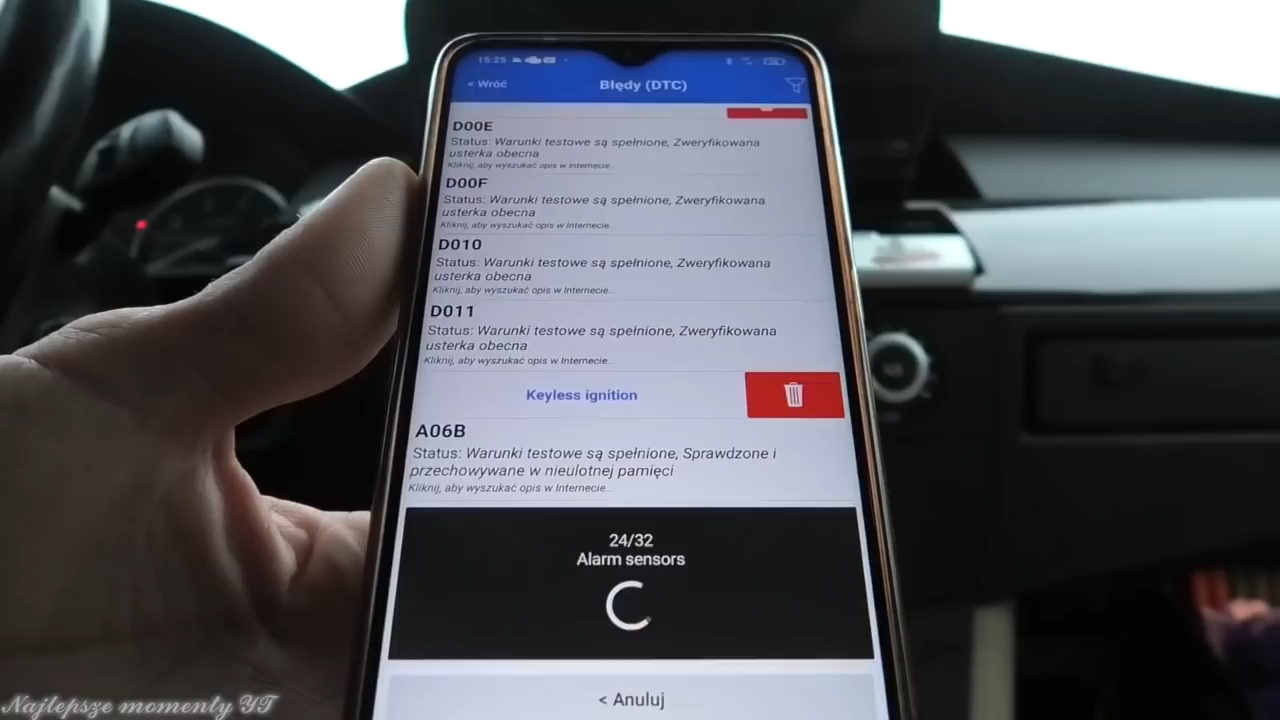 15:25
< Wróć
Błędy (DTC)
D00E
Status: Warunki testowe są spełnione, Zweryfikowana
usterka obecna
Kliknij, aby wyszukać opis w Internecie...
D00F
Status: Warunki testowe są spełnione, Zweryfikowana
usterka obecna
Kliknij, aby wyszukać opis w Internecie...
D010
Status: Warunki testowe są spełnione, Zweryfikowana
usterka obecna
Kliknij, aby wyszukać opis w Internecie...
D011
Status: Warunki testowe są spełnione, Zweryfikowana
usterka obecna
Kliknij, aby wyszukać opis w Internecie...
Keyless ignition
A06B
Status: Warunki testowe są spełnione, Sprawdzone i
przechowywane w nieulotnej pamięci
Kliknij, aby wyszukać opis w Internecie...
24/32
Alarm sensors
< Anuluj
Najlepsze momenty YT